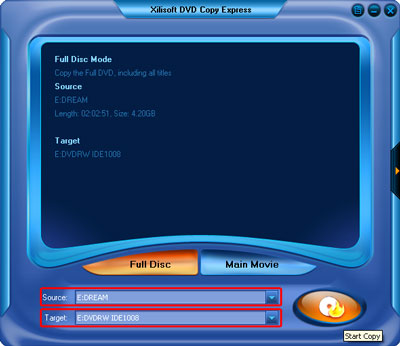 Xilisoft DVD Copy Express
Full Disc Mode
Copy the Full DVD, including all titles
Source
E:DREAM
Length: 02:02:51, Size: 4.20GB
Target
E:DVDRW IDE1008
Full Disc
Main Movie
Source: E:DREAM
Target: E:DVDRW IDE1008
Start Copy